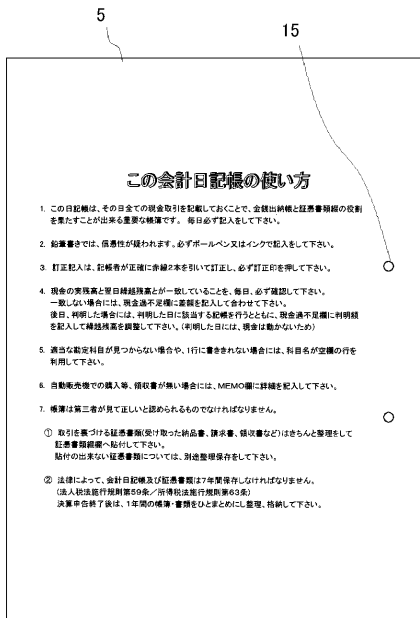 5
15
この会計日記帳の使い方
1. この日記帳は、その日全ての現金取引を記載しておくことで、金銭出納帳と証憑書類綴の役割
を果たすことが出来る重要な帳簿です。 毎日必ず記入をして下さい。
2. 鉛筆書きでは、信憑性が疑われます。必ずボールペン又はインクで記入をして下さい。
3. 訂正記入は、記帳者が正確に赤線2本を引いて訂正し、必ず訂正印を押して下さい。
4. 現金の実残高と翌日繰越残高とが一致していることを、毎日、必ず確認して下さい。
一致しない場合には、現金過不足欄に差額を記入して合わせて下さい。
後日、判明した場合には、判明した日に該当する記帳を行うとともに、現金過不足欄に判明額
を記入して繰越残高を調整して下さい。(判明した日には、現金は動かないため)
5. 適当な勘定科目が見つからない場合や、1行に書ききれない場合には、科目名が空欄の行を
利用して下さい。
6. 自動販売機での購入等、領収書が無い場合には、MEMO欄に詳細を記入して下さい。
7. 帳簿は第三者が見て正しいと認められるものでなければなりません。
① 取引を裏づける証憑書類(受け取った納品書、請求書、領収書など)はきちんと整理をして
証憑書類綴欄へ貼付して下さい。
貼付の出来ない証憑書類については、別途整理保存をして下さい。
② 法律によって、会計日記帳及び証憑書類は7年間保存しなければなりません。
(法人税法施行規則第59条／所得税法施行規則第63条)
決算申告終了後は、1年間の帳簿・書類をひとまとめにし整理、格納して下さい。